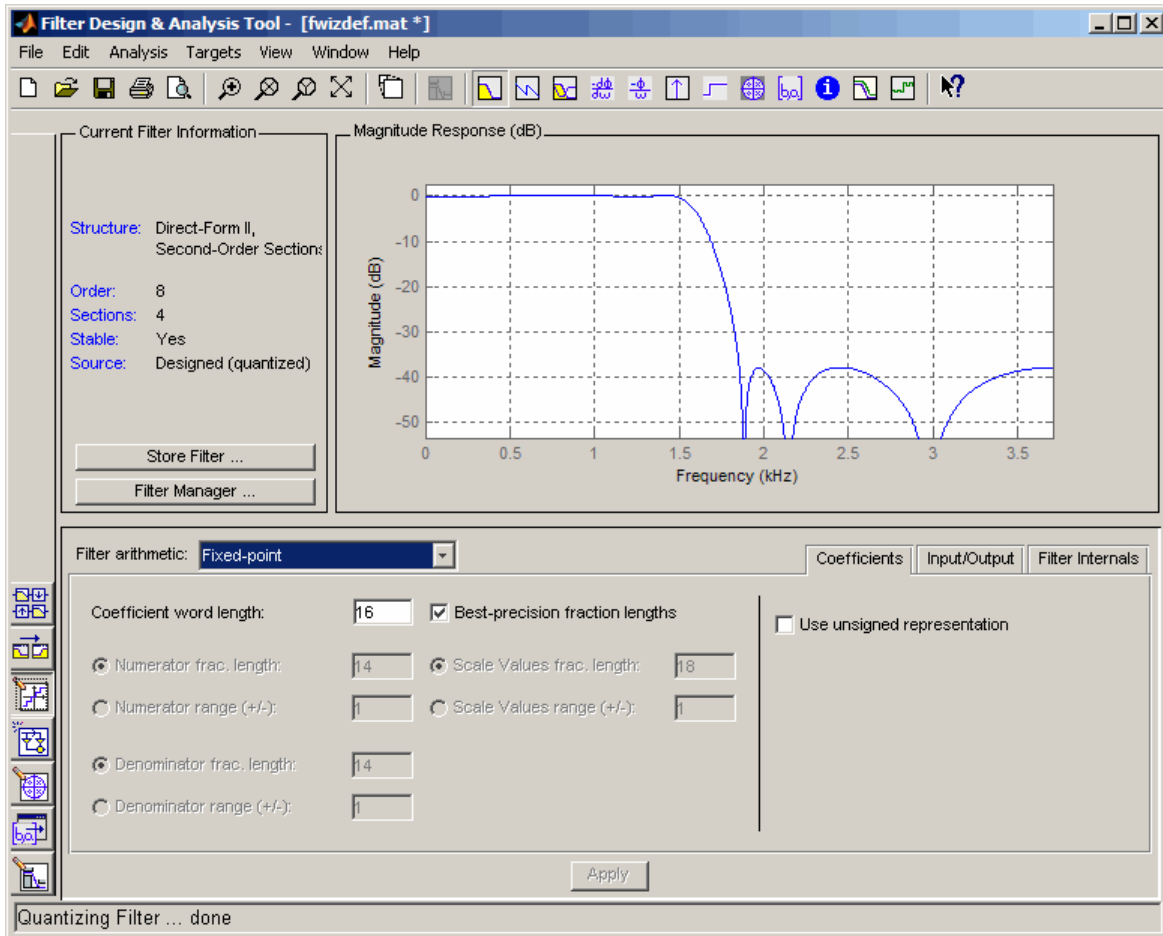 Filter Design & Analysis Tool - [fwizdef.mat *]
File Edit Analysis Targets View Window Help
Current Filter Information
Structure: Direct-Form II,
Second-Order Sections
Order: 8
Sections: 4
Stable: Yes
Source: Designed (quantized)
Store Filter ...
Filter Manager ...
Magnitude Response (dB)
Magnitude (dB)
0
-10
-20
-30
-40
-50
0 0.5 1 1.5 2 2.5 3 3.5
Frequency (kHz)
Filter arithmetic: Fixed-point
Coefficients Input/Output Filter Internals
Coefficient word length: 16 Best-precision fraction lengths
Use unsigned representation
Numerator frac. length: 14 Scale Values frac. length: 18
Numerator range (+/-): 1 Scale Values range (+/-): 1
Denominator frac. length: 14
Denominator range (+/-): 1
Apply
Quantizing Filter ... done